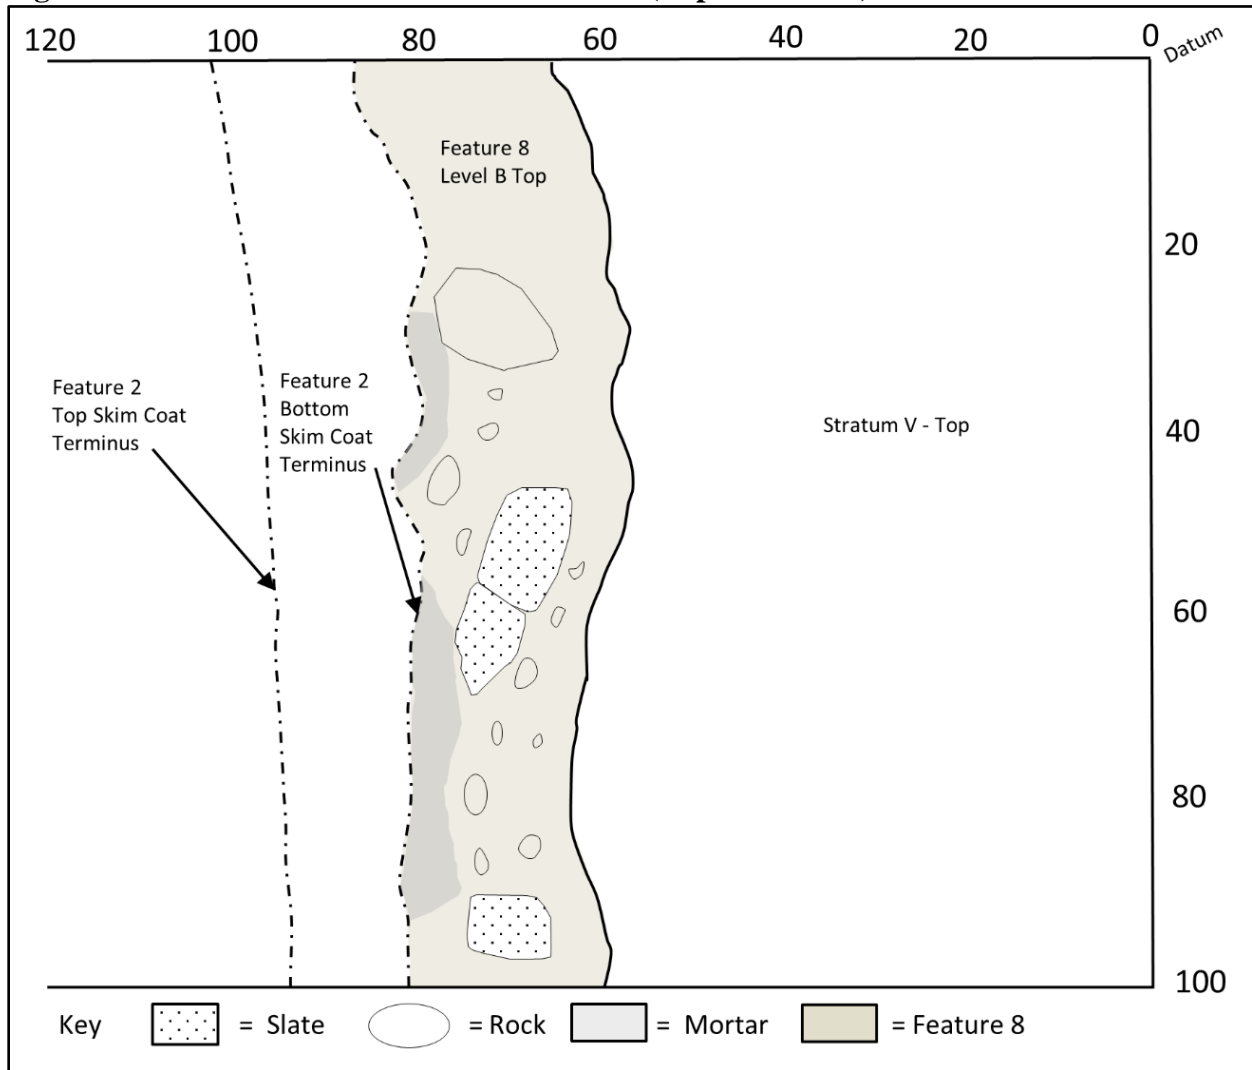 120 100 80 60 40 20 0 Datum
Feature 8
Level B Top
20
Feature 2
Top Skim Coat
Terminus
Feature 2
Bottom
Skim Coat
Terminus
Stratum V - Top
40
60
80
100
Key = Slate = Rock = Mortar = Feature 8